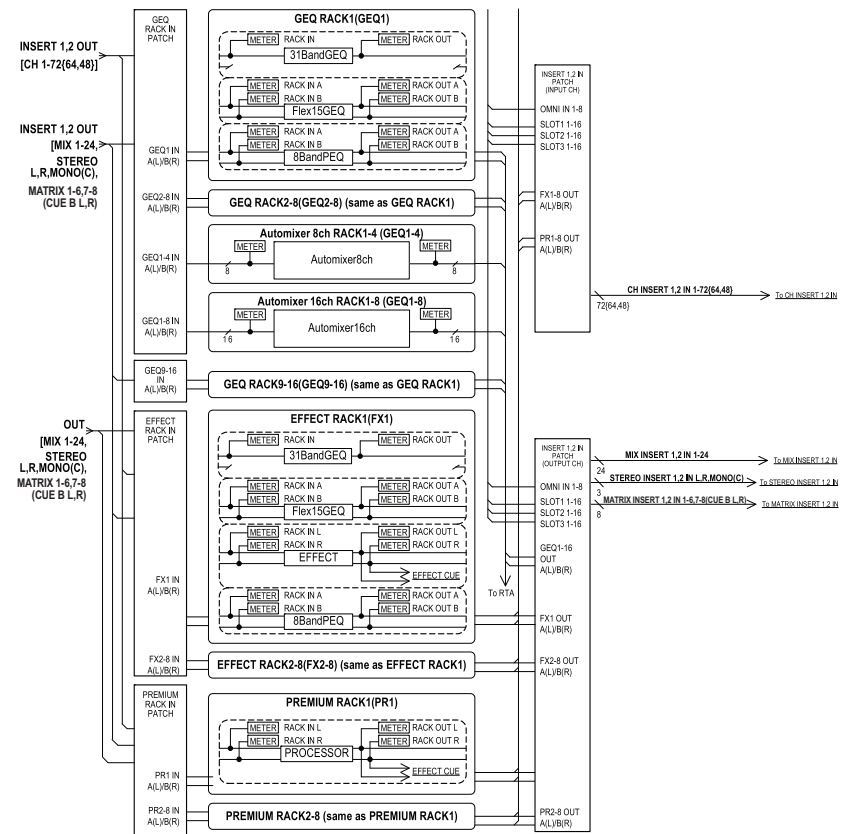 INSERT 1,2 OUT
[CH 1-72{64,48}]
INSERT 1,2 OUT
[MIX 1-24,
STEREO
L,R,MONO(C),
MATRIX 1-6,7-8
(CUE B L,R)
OUT
[MIX 1-24,
STEREO
L,R,MONO(C),
MATRIX 1-6,7-8
(CUE B L,R)
GEQ
RACK IN
PATCH
GEQ1 IN
A(L)/B(R)
GEQ2-8 IN
A(L)/B(R)
GEQ1-4 IN
A(L)/B(R)
GEQ1-8 IN
A(L)/B(R)
GEQ9-16
IN
A(L)/B(R)
EFFECT
RACK IN
PATCH
FX1 IN
A(L)/B(R)
FX2-8 IN
A(L)/B(R)
PREMIUM
RACK IN
PATCH
PR1 IN
A(L)/B(R)
PR2-8 IN
A(L)/B(R)
GEQ RACK1(GEQ1)
METER RACK IN METER RACK OUT
31BandGEQ
METER RACK IN A METER RACK OUT A
METER RACK IN B METER RACK OUT B
Flex15GEQ
METER RACK IN A METER RACK OUT A
METER RACK IN B METER RACK OUT B
8BandPEQ
GEQ RACK2-8(GEQ2-8) (same as GEQ RACK1)
Automixer 8ch RACK1-4 (GEQ1-4)
METER METER
Automixer8ch
8 8
Automixer 16ch RACK1-8 (GEQ1-8)
METER METER
Automixer16ch
16 16
GEQ RACK9-16(GEQ9-16) (same as GEQ RACK1)
EFFECT RACK1(FX1)
METER RACK IN METER RACK OUT
31BandGEQ
METER RACK IN A METER RACK OUT A
METER RACK IN B METER RACK OUT B
Flex15GEQ
METER RACK IN L METER RACK OUT L
METER RACK IN R METER RACK OUT R
EFFECT
EFFECT CUE
METER RACK IN A METER RACK OUT A
METER RACK IN B METER RACK OUT B
8BandPEQ
EFFECT RACK2-8(FX2-8) (same as EFFECT RACK1)
PREMIUM RACK1(PR1)
METER RACK IN L METER RACK OUT L
METER RACK IN R METER RACK OUT R
PROCESSOR
EFFECT CUE
PREMIUM RACK2-8 (same as PREMIUM RACK1)
To RTA
INSERT 1,2 IN
PATCH
(INPUT CH)
OMNI IN 1-8
SLOT1 1-16
SLOT2 1-16
SLOT3 1-16
FX1-8 OUT
A(L)/B(R)
PR1-8 OUT
A(L)/B(R)
CH INSERT 1,2 IN 1-72{64,48}
72{64,48}
To CH INSERT 1,2 IN
INSERT 1,2 IN
PATCH
(OUTPUT CH)
OMNI IN 1-8
SLOT1 1-16
SLOT2 1-16
SLOT3 1-16
GEQ1-16
OUT
A(L)/B(R)
FX1 OUT
A(L)/B(R)
FX2-8 OUT
A(L)/B(R)
PR2-8 OUT
A(L)/B(R)
MIX INSERT 1,2 IN 1-24
24
To MIX INSERT 1,2 IN
STEREO INSERT 1,2 IN L,R,MONO(C)
3
To STEREO INSERT 1,2 IN
MATRIX INSERT 1,2 IN 1-6,7-8(CUE B L,R)
8
To MATRIX INSERT 1,2 IN